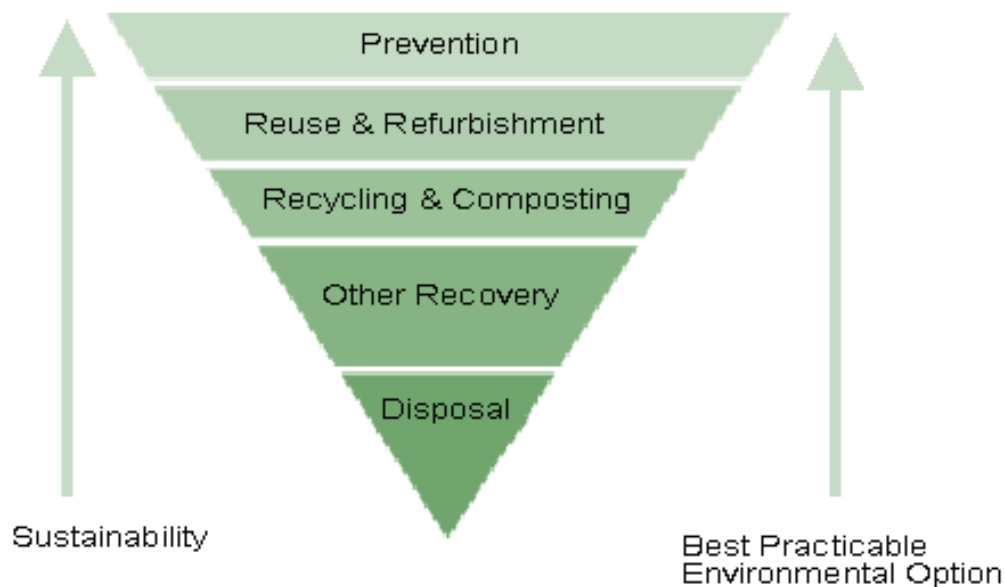 Prevention
Reuse & Refurbishment
Recycling & Composting
Other Recovery
Disposal
Sustainability
Best Practicable
Environmental Option